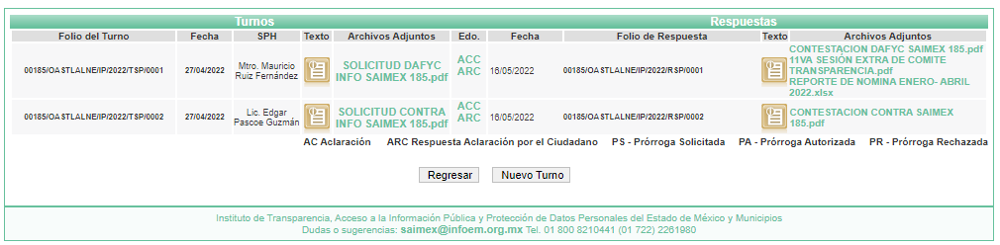 Turnos Respuestas
Folio del Turno Fecha SPH Texto Archivos Adjuntos Edo. Fecha Folio de Respuesta Texto Archivos Adjuntos
00185/OASTLALNE/IP/2022/TSP/0001 27/04/2022 Mtro. Mauricio Ruiz Fernández SOLICITUD DAFYC INFO SAIMEX 185.pdf ACC ARC 16/05/2022 00185/OASTLALNE/IP/2022/RSP/0001 CONTESTACION DAFYC SAIMEX 185.pdf
11VA SESIÓN EXTRA DE COMITE
TRANSPARENCIA.pdf
REPORTE DE NOMINA ENERO- ABRIL
2022.xlsx
00185/OASTLALNE/IP/2022/TSP/0002 27/04/2022 Lic. Edgar Pascoe Guzmán SOLICITUD CONTRA INFO SAIMEX 185.pdf ACC ARC 16/05/2022 00185/OASTLALNE/IP/2022/RSP/0002 CONTESTACION CONTRA SAIMEX
185.pdf
AC Aclaración ARC Respuesta Aclaración por el Ciudadano PS - Prórroga Solicitada PA - Prórroga Autorizada PR - Prórroga Rechazada
Regresar Nuevo Turno
Instituto de Transparencia, Acceso a la Información Pública y Protección de Datos Personales del Estado de México y Municipios
Dudas o sugerencias: saimex@infoem.org.mx Tel. 01 800 8210441 (01 722) 2261980